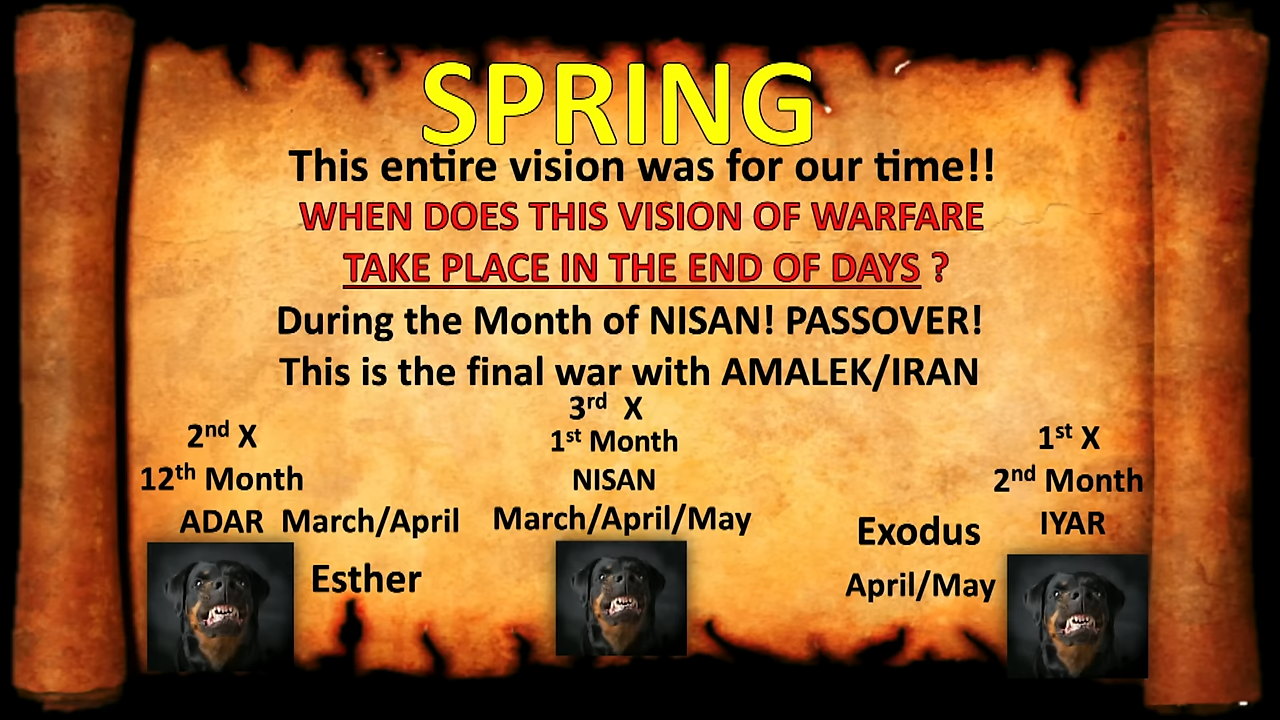 SPRING
This entire vision was for our time!!
WHEN DOES THIS VISION OF WARFARE
TAKE PLACE IN THE END OF DAYS ?
During the Month of NISAN! PASSOVER!
This is the final war with AMALEK/IRAN
2nd X
12th Month
ADAR March/April
Esther
3rd X
1st Month
NISAN
March/April/May
1st X
2nd Month
IYAR
Exodus
April/May